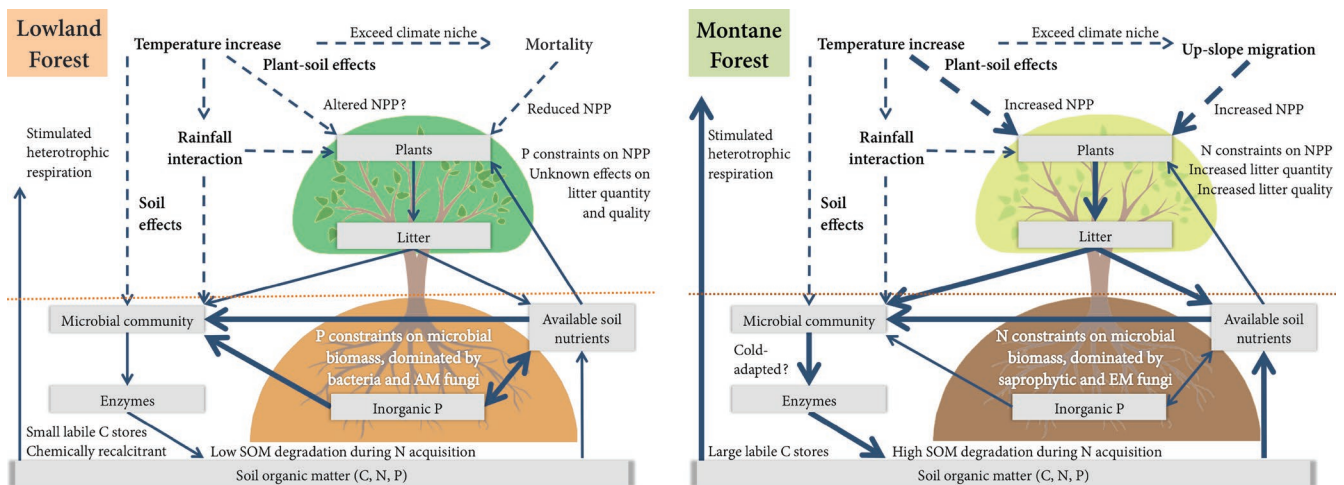 Lowland
Forest
Temperature increase
Exceed climate niche
Mortality
Plant-soil effects
Altered NPP?
Reduced NPP
Stimulated
heterotrophic
respiration
Rainfall
interaction
Plants
P constraints on NPP
Unknown effects on
litter quantity
and quality
Soil
effects
Litter
Microbial community
Available soil
nutrients
P constraints on microbial
biomass, dominated by
bacteria and AM fungi
Enzymes
Inorganic P
Small labile C stores
Chemically recalcitrant
Low SOM degradation during N acquisition
Soil organic matter (C, N, P)
Montane
Forest
Temperature increase
Exceed climate niche
Up-slope migration
Plant-soil effects
Increased NPP
Increased NPP
Stimulated
heterotrophic
respiration
Rainfall
interaction
Plants
N constraints on NPP
Increased litter quantity
Increased litter quality
Soil
effects
Litter
Microbial community
Available soil
nutrients
Cold-
adapted?
N constraints on microbial
biomass, dominated by
saprophytic and EM fungi
Enzymes
Inorganic P
Large labile C stores
High SOM degradation during N acquisition
Soil organic matter (C, N, P)